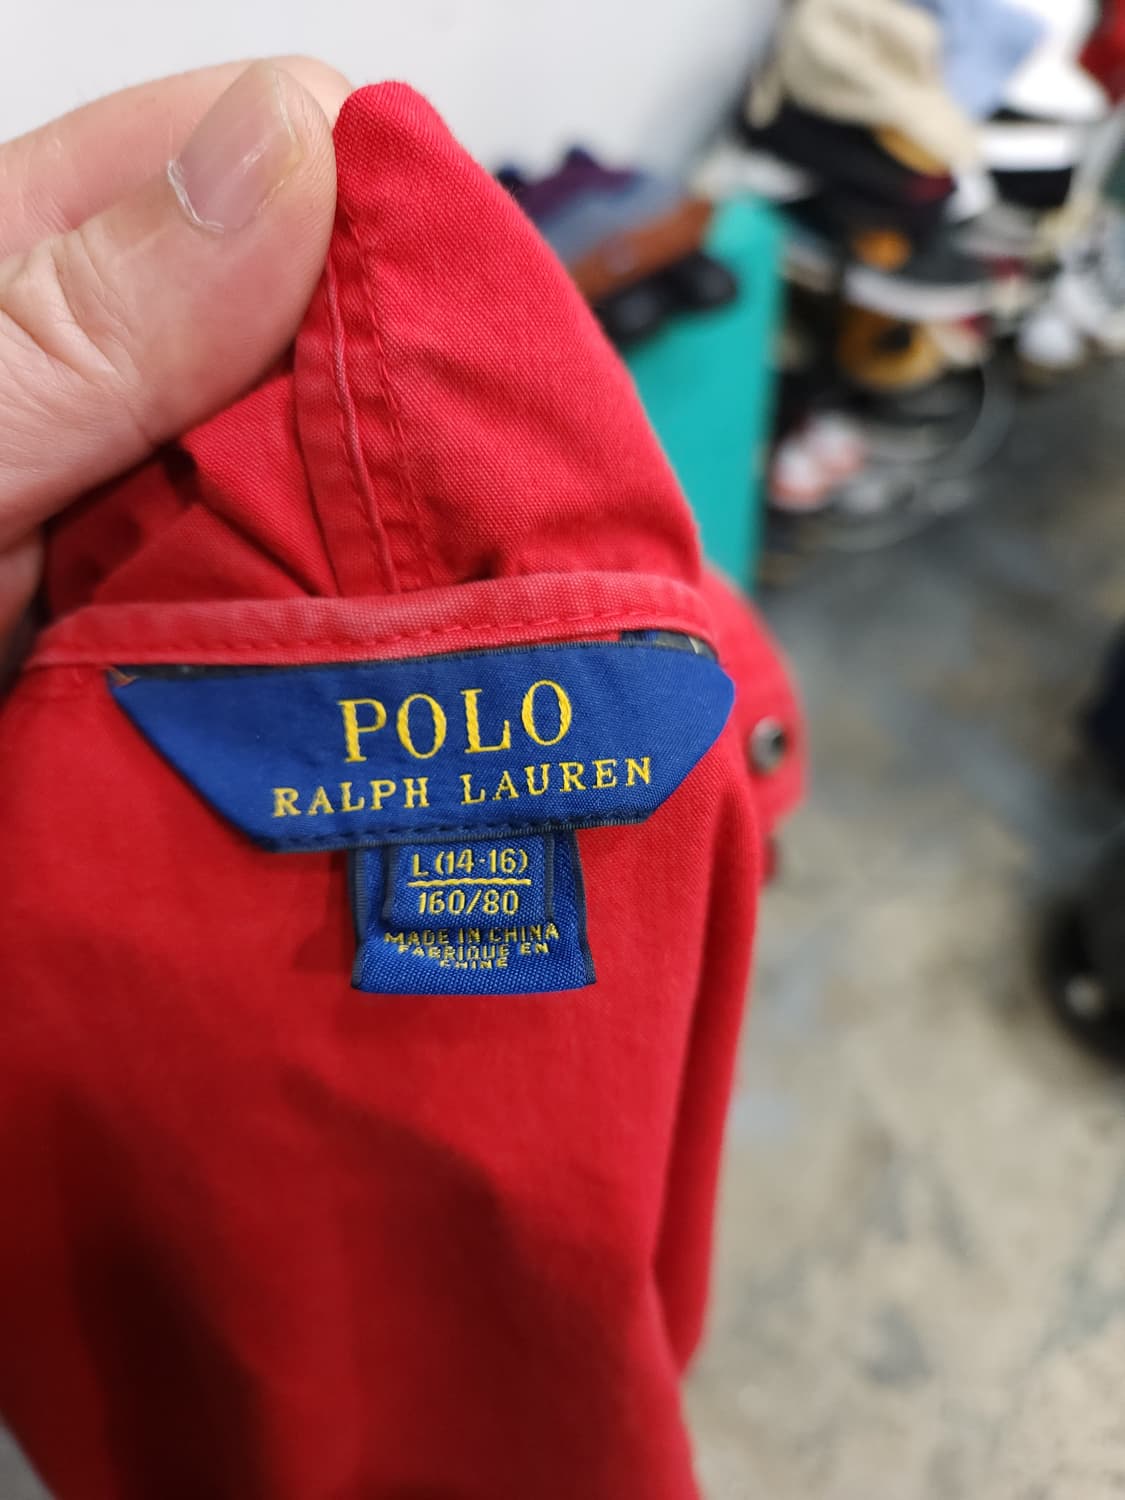 POLO
RALPH LAUREN
L (14-16)
160/80
MADE IN CHINA
FABRIQUE EN
CHINE